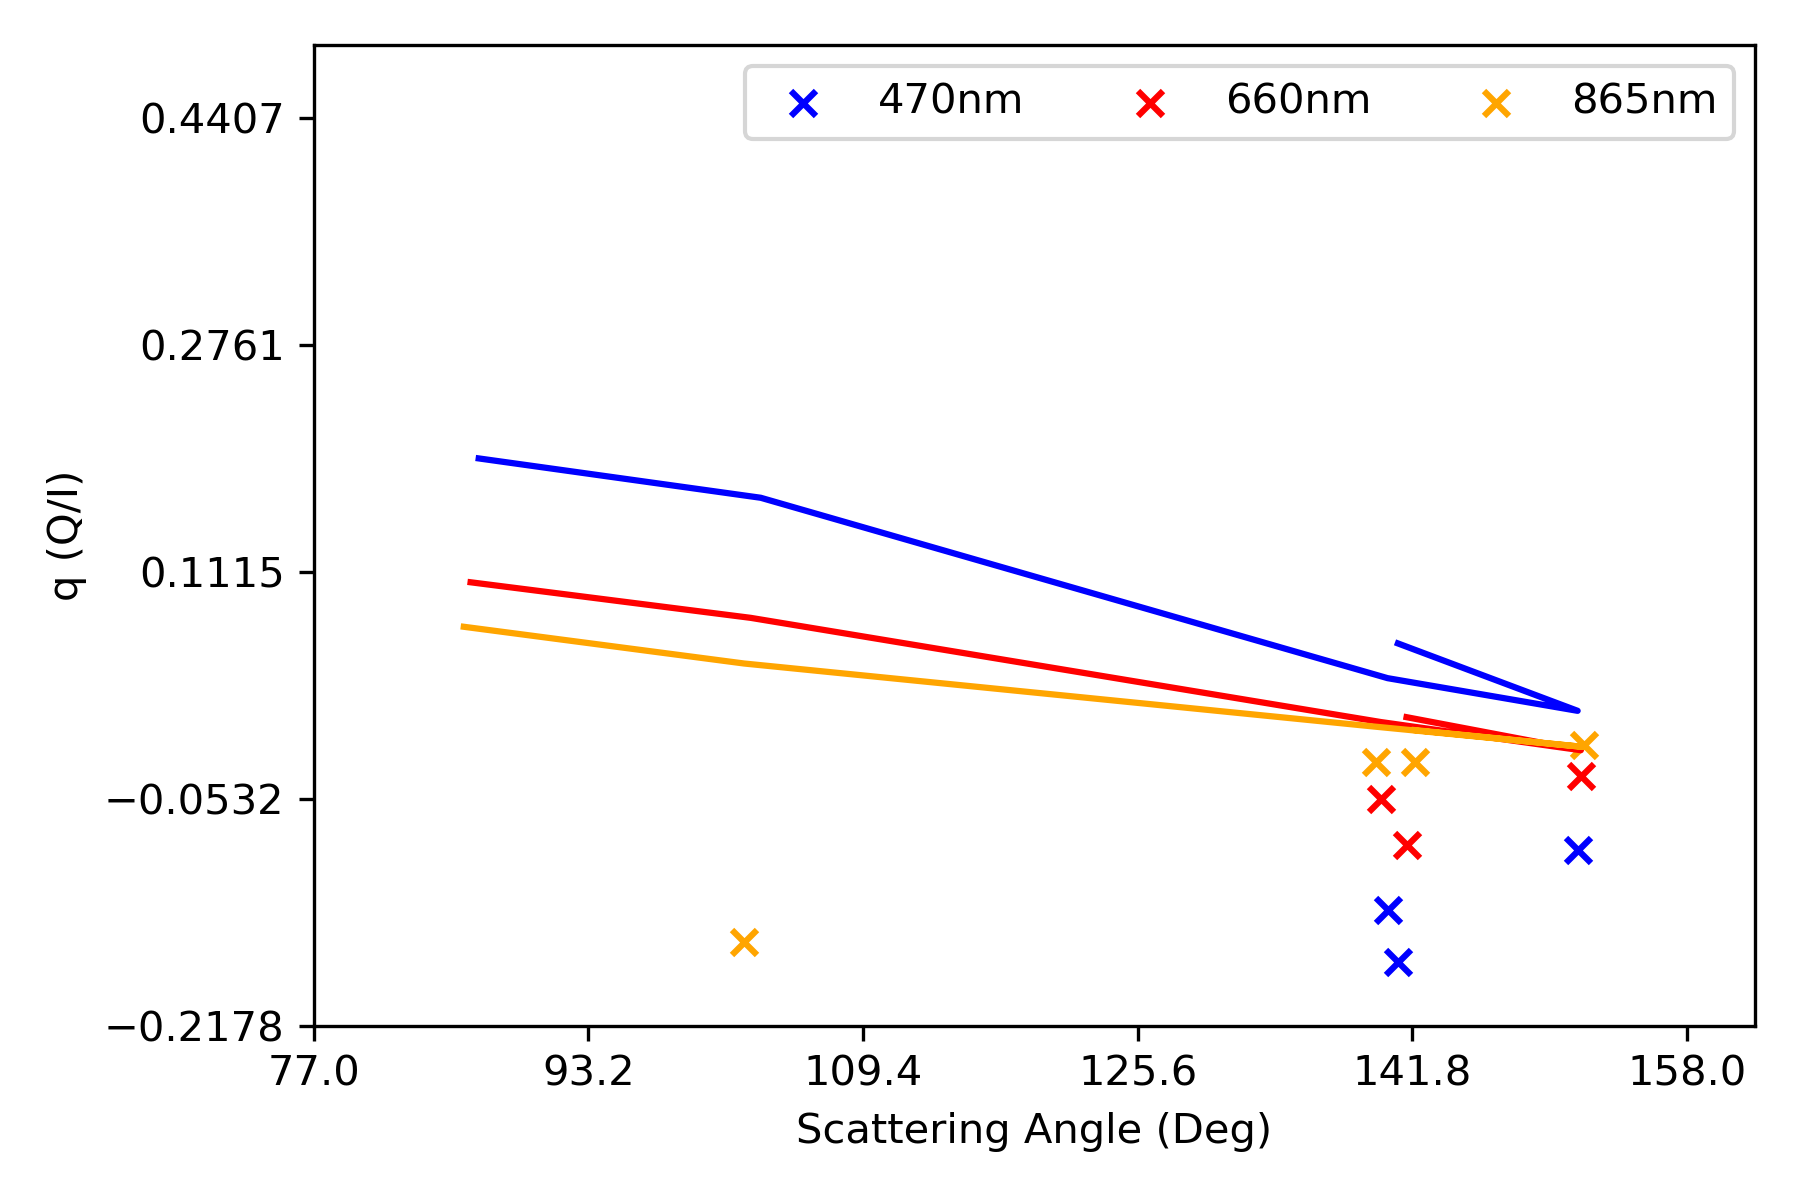 470nm 660nm 865nm
0.4407
0.2761
0.1115
−0.0532
−0.2178
q (Q/I)
77.0 93.2 109.4 125.6 141.8 158.0
Scattering Angle (Deg)